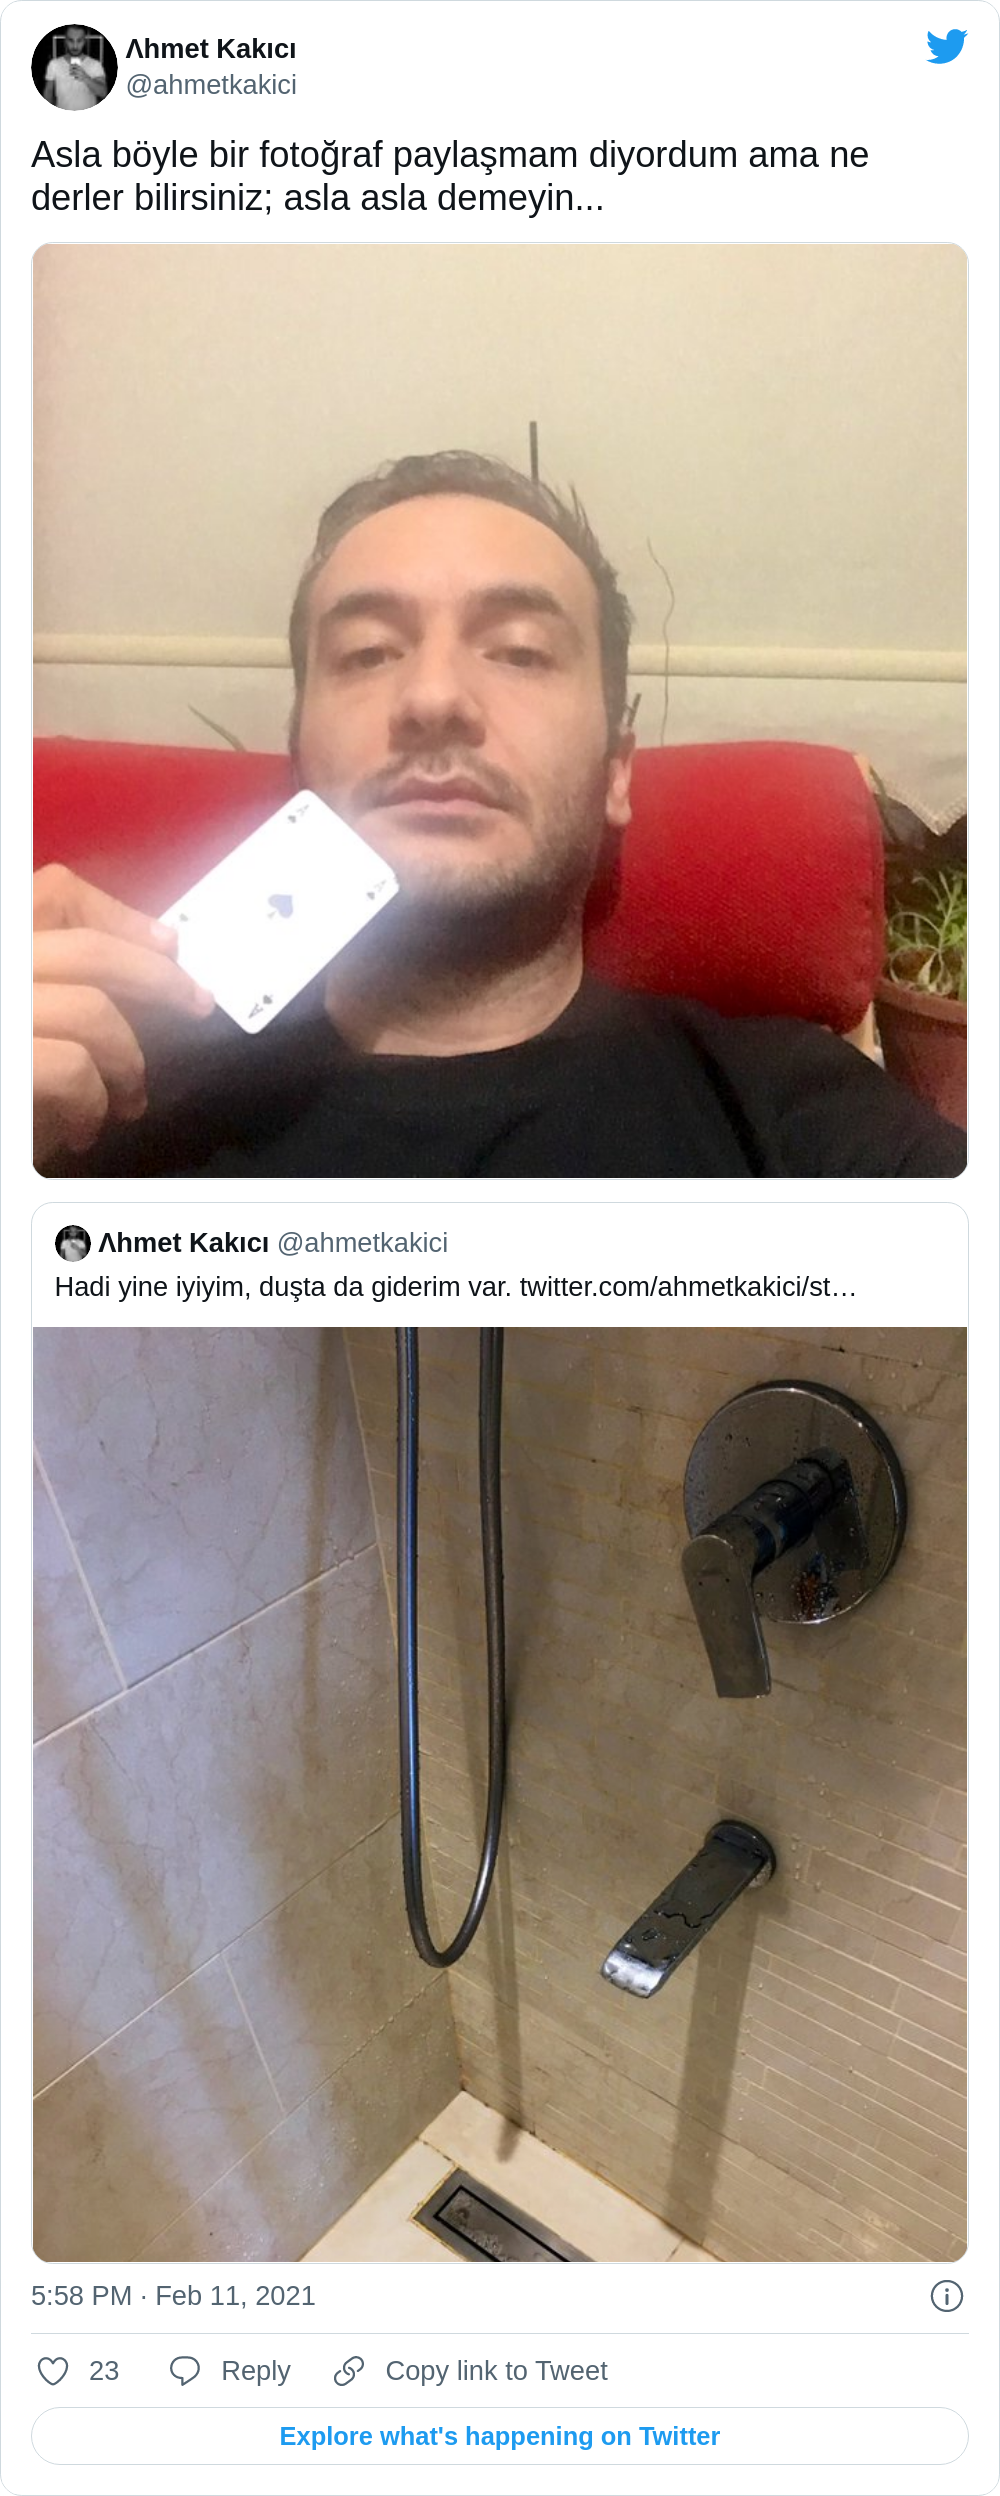 Ʌhmet Kakıcı
@ahmetkakici
Asla böyle bir fotoğraf paylaşmam diyordum ama ne
derler bilirsiniz; asla asla demeyin...
A
Ʌhmet Kakıcı @ahmetkakici
Hadi yine iyiyim, duşta da giderim var. twitter.com/ahmetkakici/st…
5:58 PM · Feb 11, 2021
23 Reply Copy link to Tweet
Explore what's happening on Twitter